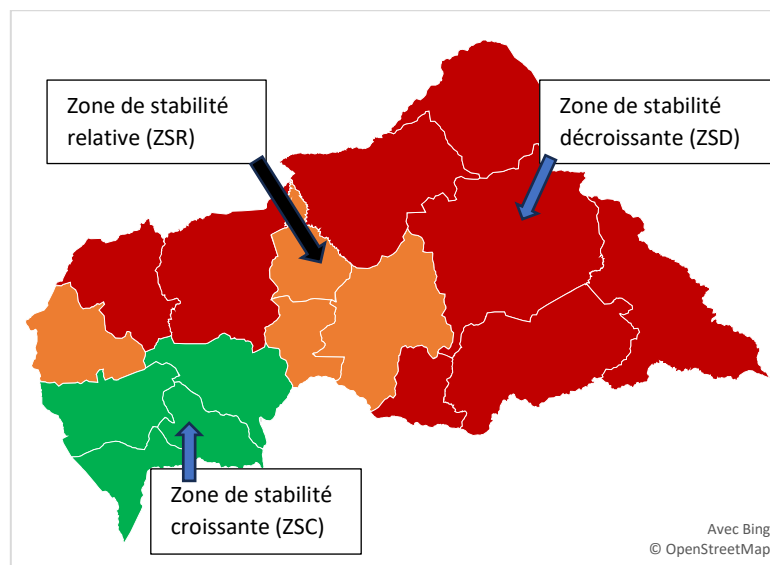 Zone de stabilité
relative (ZSR)
Zone de stabilité
décroissante (ZSD)
Zone de stabilité
croissante (ZSC)
Avec Bing
© OpenStreetMap